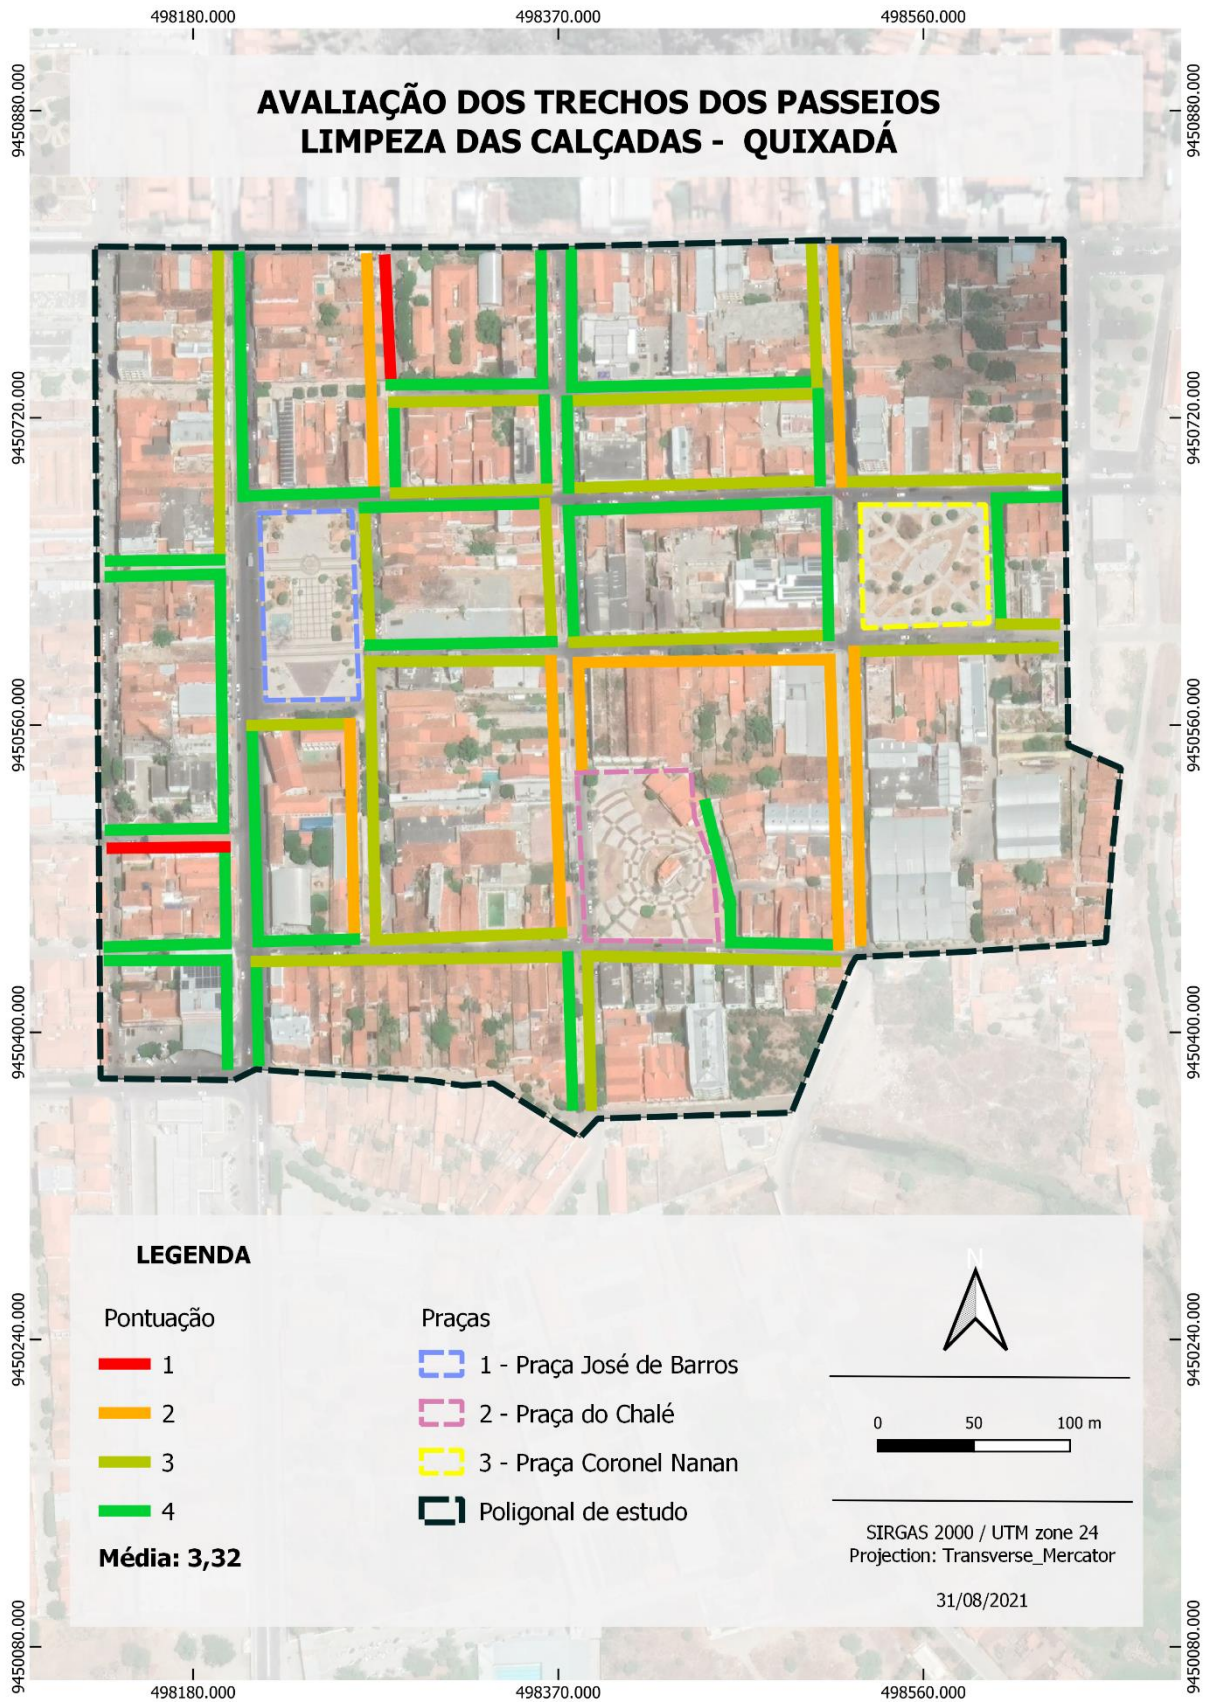 498180.000 498370.000 498560.000
AVALIAÇÃO DOS TRECHOS DOS PASSEIOS
LIMPEZA DAS CALÇADAS - QUIXADÁ
9450880.000 9450880.000
9450720.000 9450720.000
9450560.000 9450560.000
9450400.000 9450400.000
9450240.000 9450240.000
9450080.000 9450080.000
LEGENDA
Pontuação
1
2
3
4
Média: 3,32
Praças
1 - Praça José de Barros
2 - Praça do Chalé
3 - Praça Coronel Nanan
Poligonal de estudo
N
0 50 100 m
SIRGAS 2000 / UTM zone 24
Projection: Transverse_Mercator
31/08/2021
498180.000 498370.000 498560.000